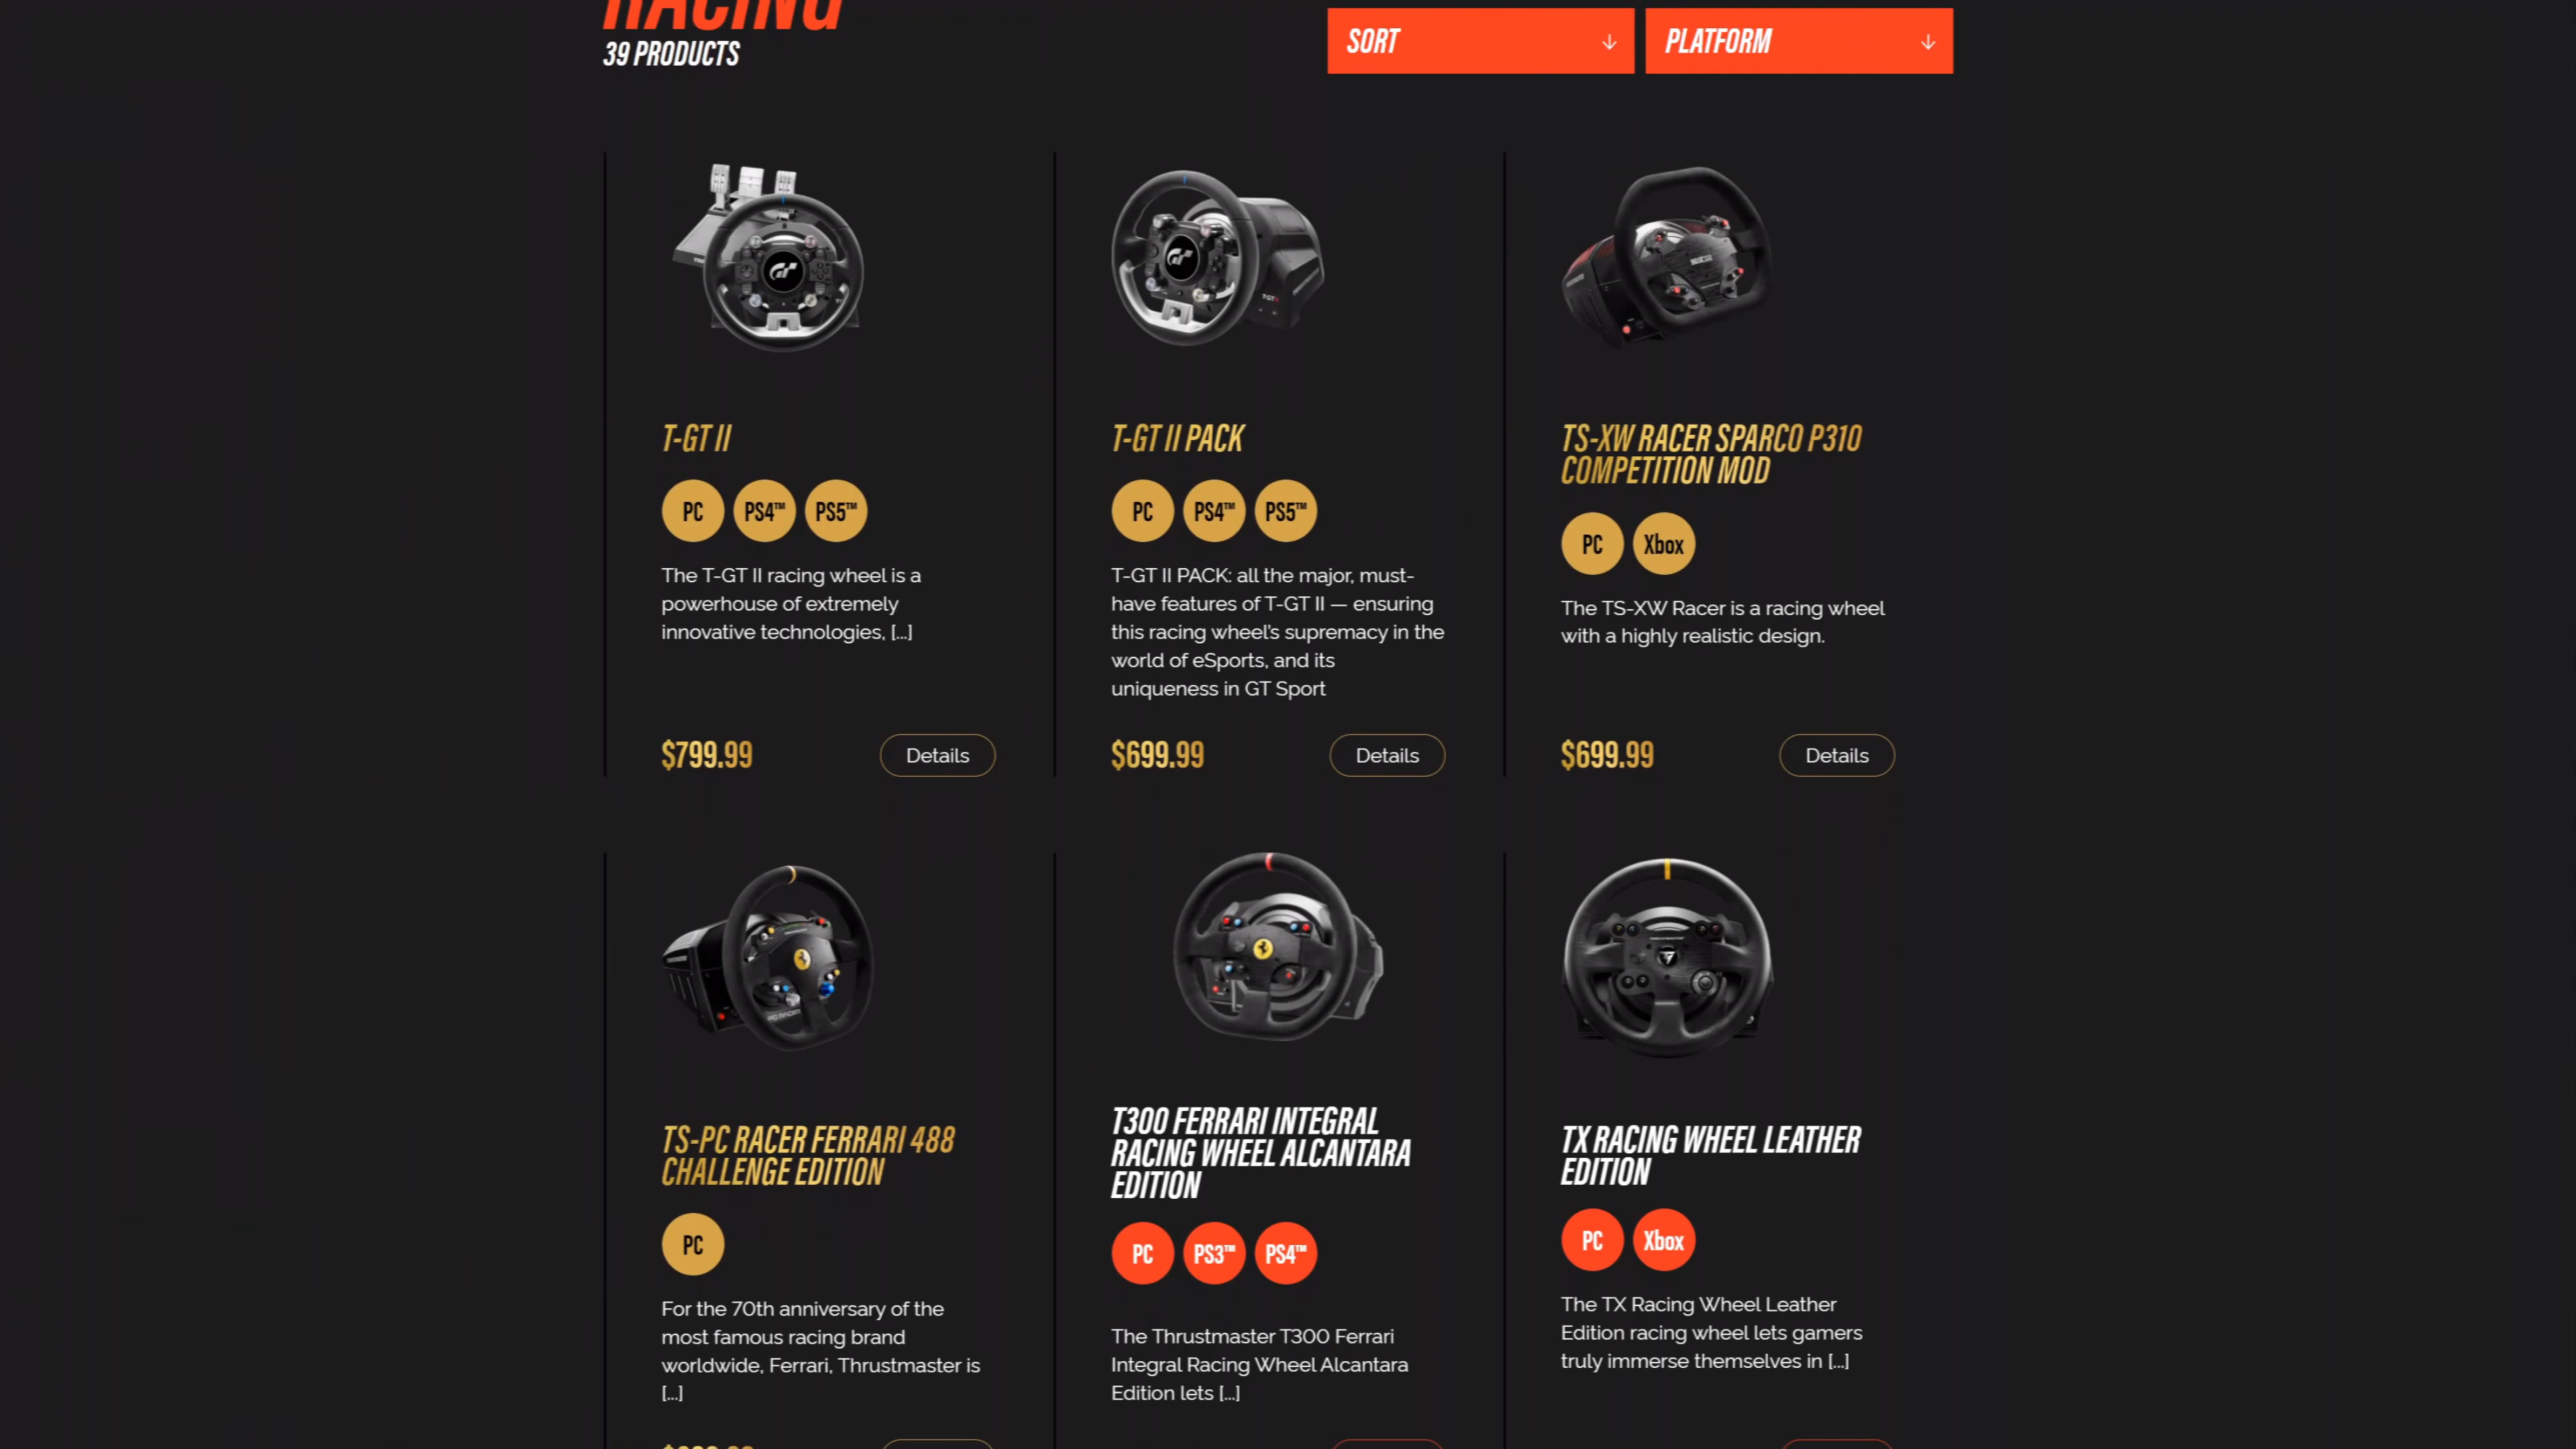 RACING
39 PRODUCTS
SORT
PLATFORM
T-GT II
PC PS4™ PS5™
The T-GT II racing wheel is a
powerhouse of extremely
innovative technologies, [...]
$799.99
Details
T-GT II PACK
PC PS4™ PS5™
T-GT II PACK: all the major, must-
have features of T-GT II — ensuring
this racing wheel's supremacy in the
world of eSports, and its
uniqueness in GT Sport
$699.99
Details
TS-XW RACER SPARCO P310
COMPETITION MOD
PC Xbox
The TS-XW Racer is a racing wheel
with a highly realistic design.
$699.99
Details
TS-PC RACER FERRARI 488
CHALLENGE EDITION
PC
For the 70th anniversary of the
most famous racing brand
worldwide, Ferrari, Thrustmaster is
[...]
T300 FERRARI INTEGRAL
RACING WHEEL ALCANTARA
EDITION
PC PS3™ PS4™
The Thrustmaster T300 Ferrari
Integral Racing Wheel Alcantara
Edition lets [...]
TX RACING WHEEL LEATHER
EDITION
PC Xbox
The TX Racing Wheel Leather
Edition racing wheel lets gamers
truly immerse themselves in [...]